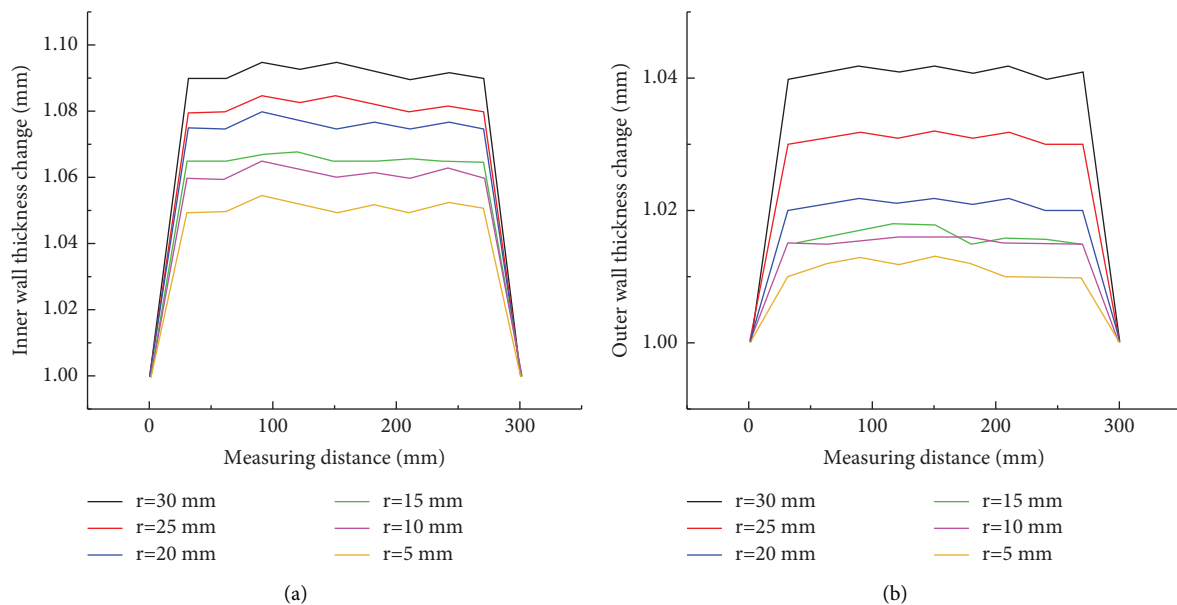 Inner wall thickness change (mm)
1.10
1.08
1.06
1.04
1.02
1.00
0
100
200
300
Measuring distance (mm)
r=30 mm
r=25 mm
r=20 mm
r=15 mm
r=10 mm
r=5 mm
(a)
Outer wall thickness change (mm)
1.04
1.02
1.00
0
100
200
300
Measuring distance (mm)
r=30 mm
r=25 mm
r=20 mm
r=15 mm
r=10 mm
r=5 mm
(b)